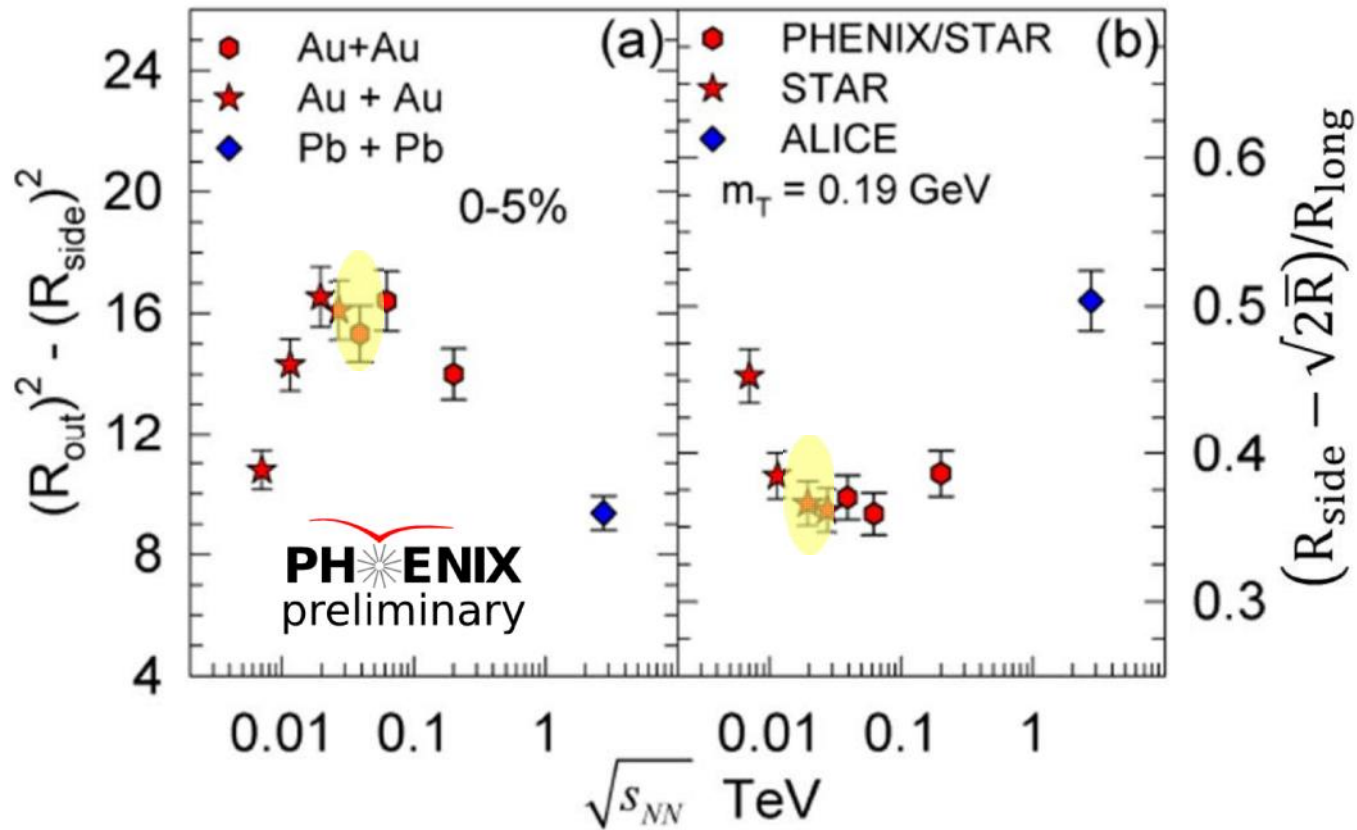 (a)
Au+Au
Au + Au
Pb + Pb
0-5%
24
20
16
12
8
4
(R_out)^2 - (R_side)^2
PHENIX
preliminary
0.01 0.1 1
(b)
PHENIX/STAR
STAR
ALICE
m_T = 0.19 GeV
0.6
0.5
0.4
0.3
(R_side − √2R̅)/R_long
0.01 0.1 1
√s_NN TeV